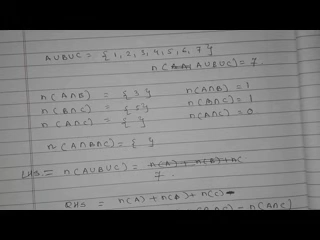 AUBUC = { 1, 2, 3, 4, 5, 6, 7 }
n(AUBUC) = 7
n(A∩B) = { 3 } n(A∩B) = 1
n(B∩C) = { 5 } n(B∩C) = 1
n(A∩C) = { } n(A∩C) = 0
n(A∩B∩C) = { }
LHS = n(AUBUC) = n(A) + n(B) + n(
7
RHS = n(A) + n(B) + n(C) -
= n(A∩C)